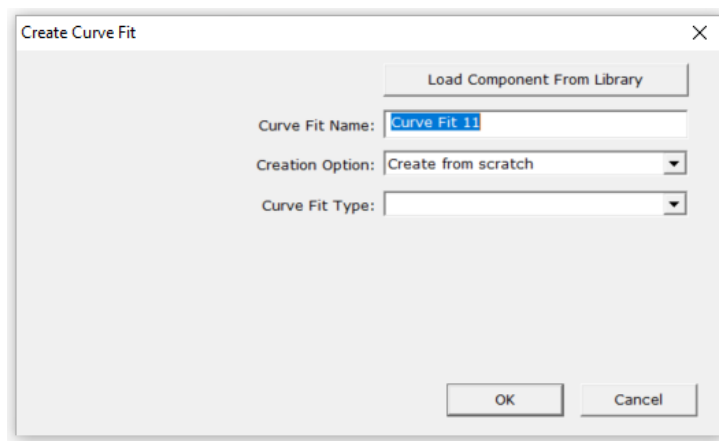 Create Curve Fit
Load Component From Library
Curve Fit Name: Curve Fit 11
Creation Option: Create from scratch
Curve Fit Type:
OK Cancel